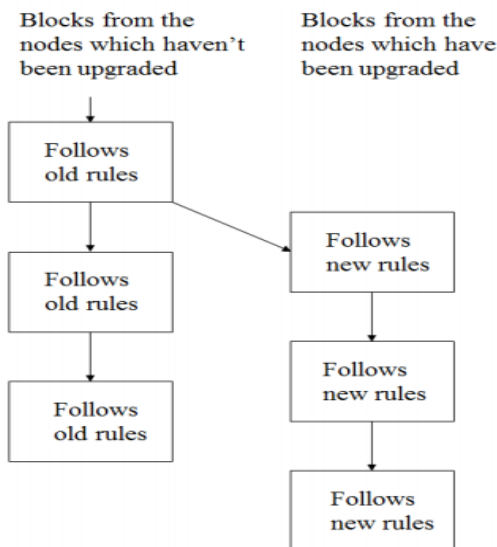 Blocks from the
nodes which haven't
been upgraded
Blocks from the
nodes which have
been upgraded
Follows
old rules
Follows
new rules
Follows
old rules
Follows
new rules
Follows
old rules
Follows
new rules